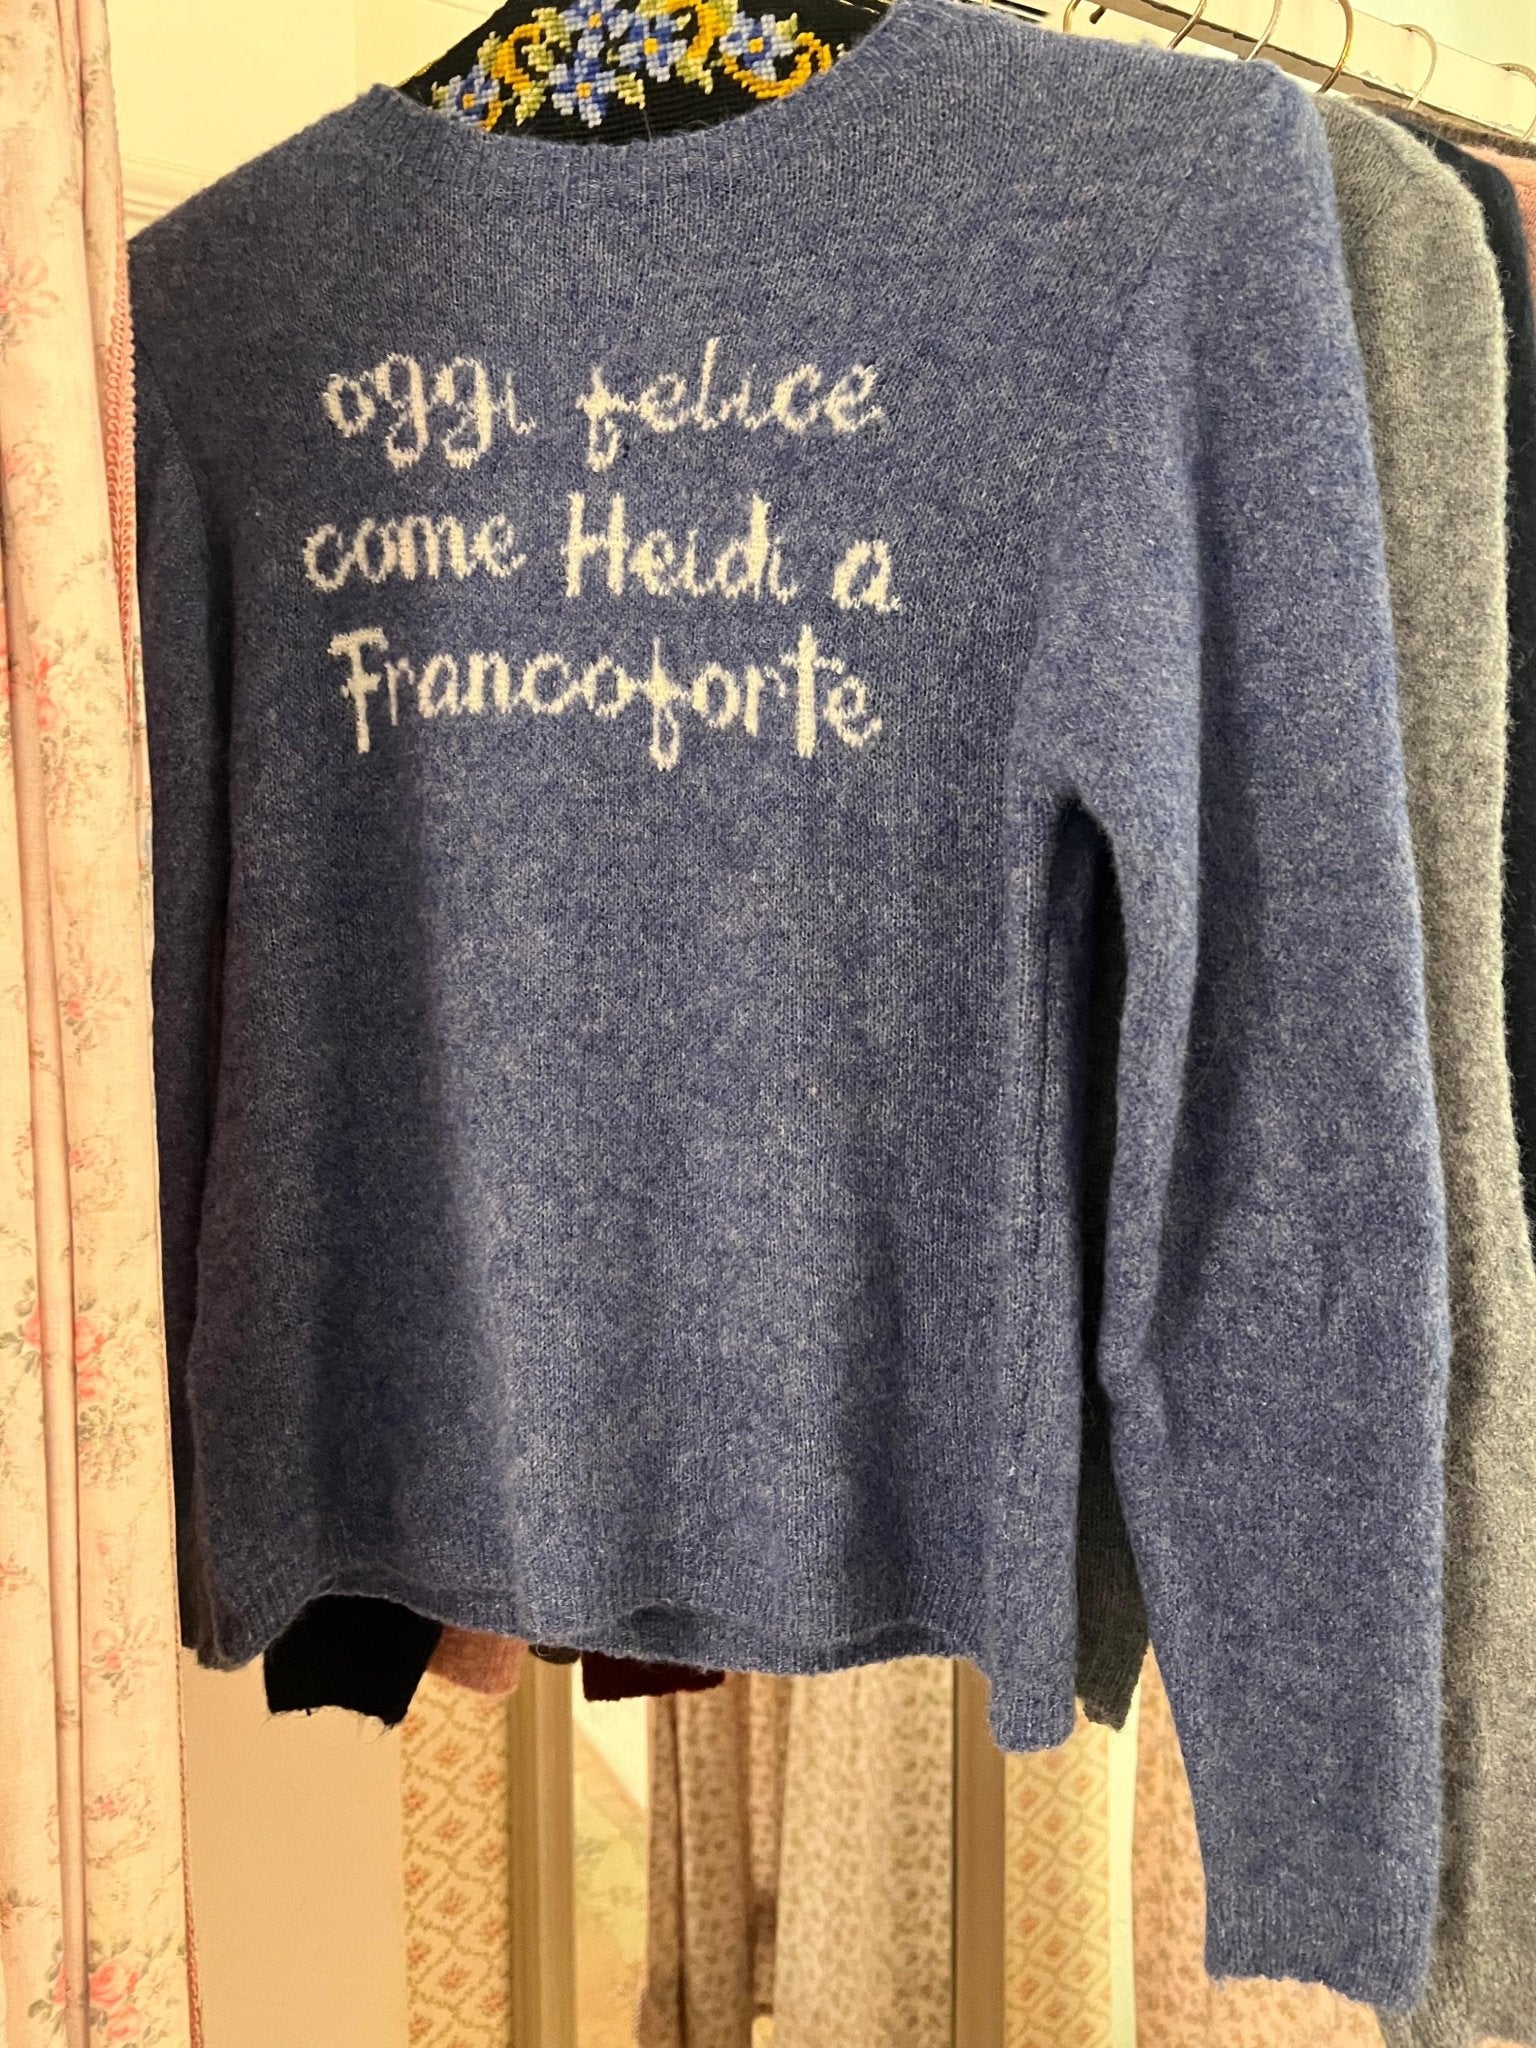 oggi felice
come Heidi a
Francoforte